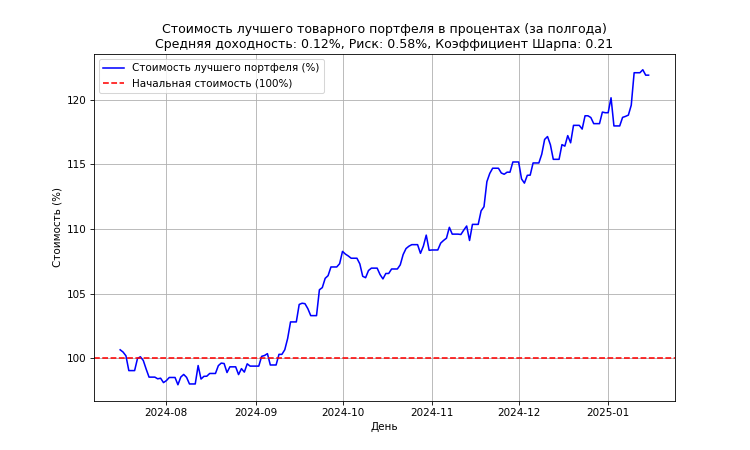 Стоимость лучшего товарного портфеля в процентах (за полгода)
Средняя доходность: 0.12%, Риск: 0.58%, Коэффициент Шарпа: 0.21
Стоимость лучшего портфеля (%)
Начальная стоимость (100%)
Стоимость (%)
120
115
110
105
100
2024-08
2024-09
2024-10
2024-11
2024-12
2025-01
День